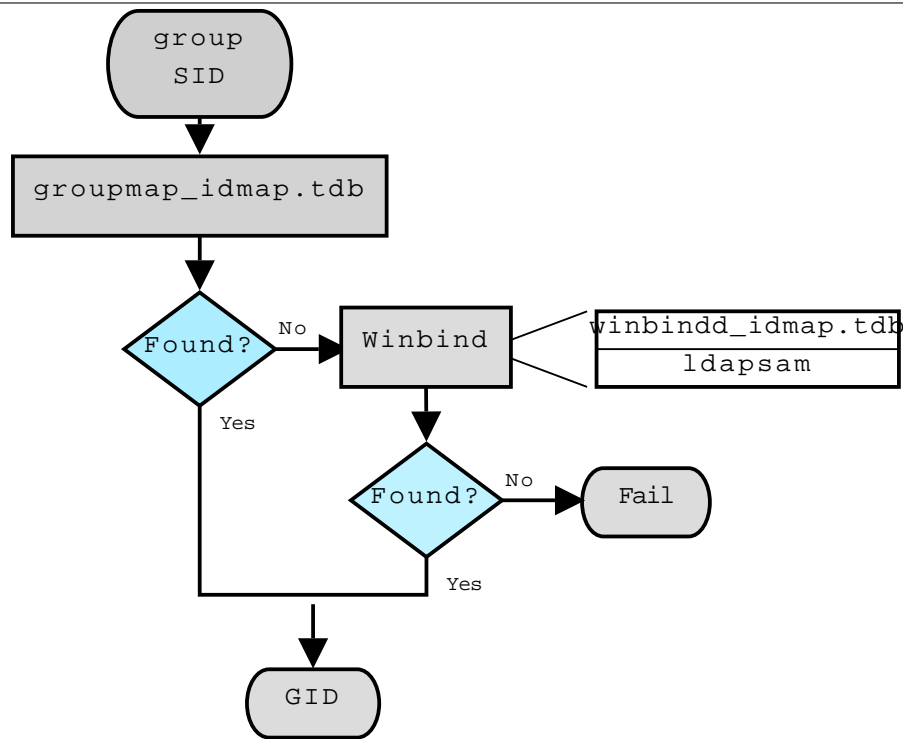 group
SID
groupmap_idmap.tdb
Found?
No
Winbind
winbindd_idmap.tdb
ldapsam
Yes
Found?
No
Fail
Yes
GID